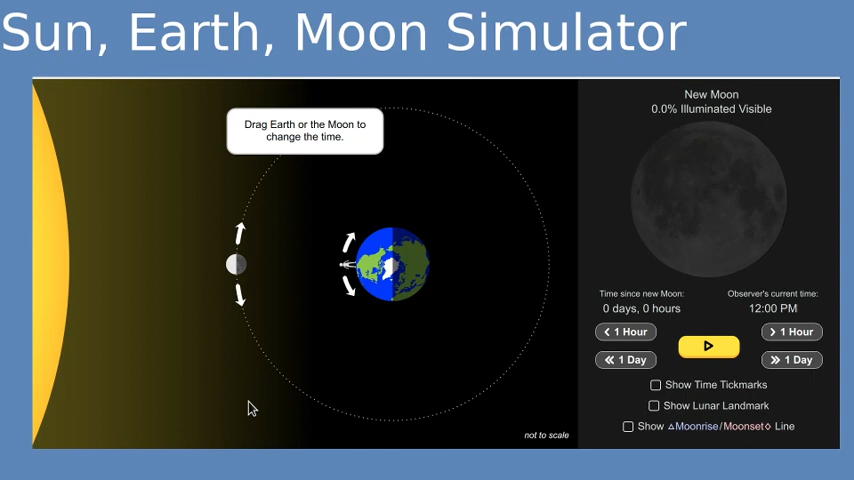 Sun, Earth, Moon Simulator
Drag Earth or the Moon to
change the time.
not to scale
New Moon
0.0% Illuminated Visible
Time since new Moon:
0 days, 0 hours
Observer's current time:
12:00 PM
1 Hour
1 Hour
1 Day
1 Day
Show Time Tickmarks
Show Lunar Landmark
Show Moonrise/Moonset Line